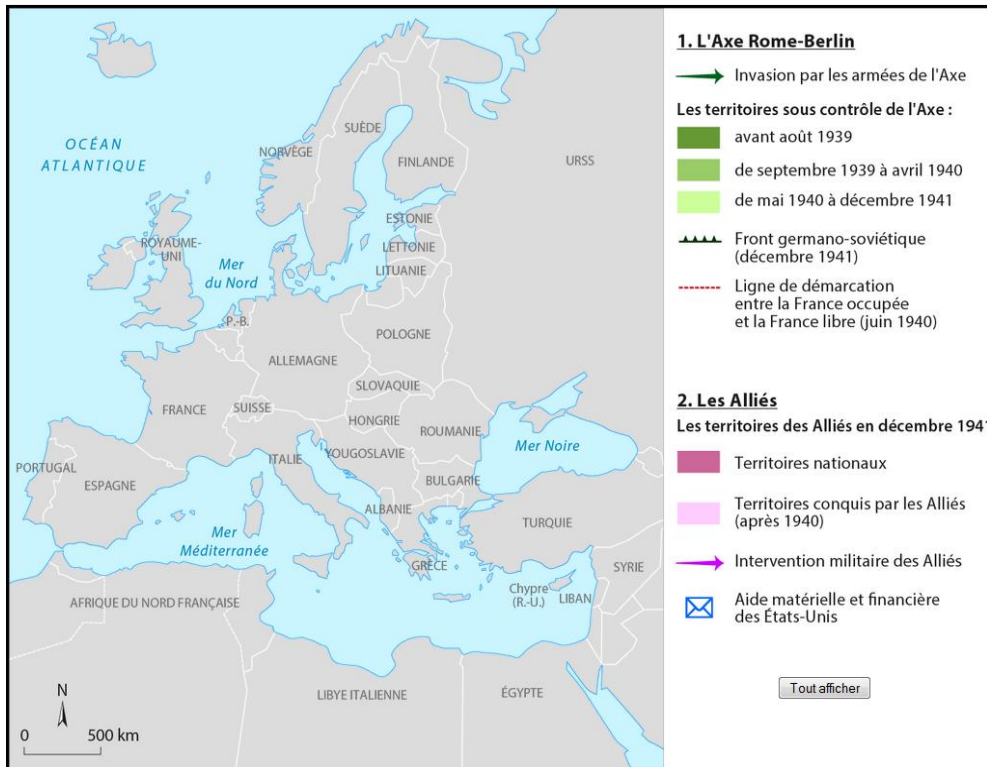 OCÉAN
ATLANTIQUE
SUÈDE
NORVÈGE
FINLANDE
URSS
ESTONIE
LETTONIE
LITUANIE
ROYAUME-
UNI
Mer
du Nord
P.-B.
POLOGNE
ALLEMAGNE
SLOVAQUIE
FRANCE
SUISSE
HONGRIE
ROUMANIE
Mer Noire
ITALIE
YOUGOSLAVIE
PORTUGAL
ESPAGNE
BULGARIE
ALBANIE
TURQUIE
Mer
Méditerranée
GRÈCE
SYRIE
Chypre
(R.-U.)
LIBAN
AFRIQUE DU NORD FRANÇAISE
LIBYE ITALIENNE
ÉGYPTE
N
0 500 km
1. L'Axe Rome-Berlin
Invasion par les armées de l'Axe
Les territoires sous contrôle de l'Axe :
avant août 1939
de septembre 1939 à avril 1940
de mai 1940 à décembre 1941
Front germano-soviétique
(décembre 1941)
Ligne de démarcation
entre la France occupée
et la France libre (juin 1940)
2. Les Alliés
Les territoires des Alliés en décembre 1941
Territoires nationaux
Territoires conquis par les Alliés
(après 1940)
Intervention militaire des Alliés
Aide matérielle et financière
des États-Unis
Tout afficher